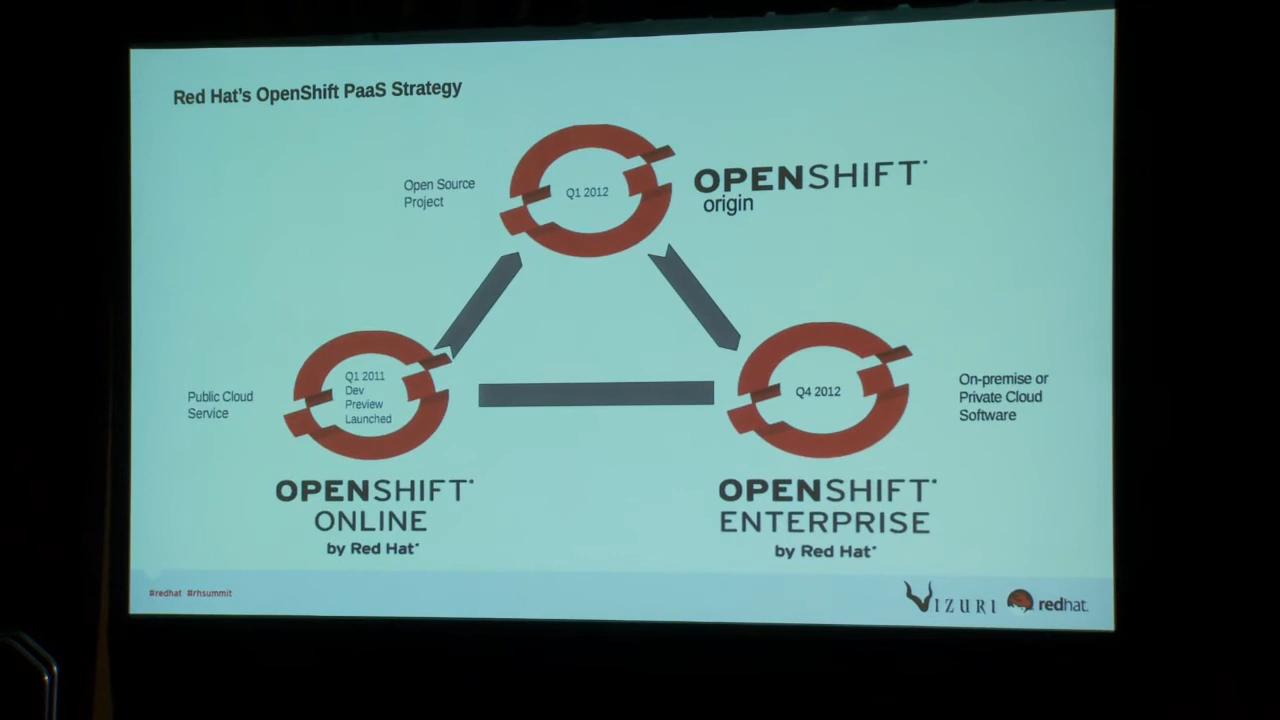 Red Hat's OpenShift PaaS Strategy
Open Source
Project
Q1 2012
OPENSHIFT
origin
Public Cloud
Service
Q1 2011
Dev
Preview
Launched
Q4 2012
On-premise or
Private Cloud
Software
OPENSHIFT
ONLINE
by Red Hat
OPENSHIFT
ENTERPRISE
by Red Hat
#redhat #rhsummit
VIZURI
redhat.